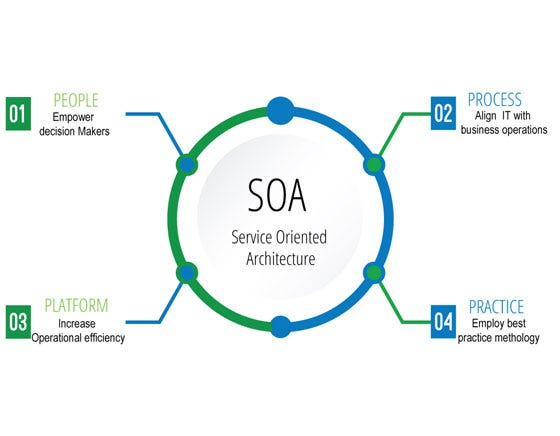 01
PEOPLE
Empower
decision Makers
02
PROCESS
Align IT with
business operations
SOA
Service Oriented
Architecture
03
PLATFORM
Increase
Operational efficiency
04
PRACTICE
Employ best
practice methology